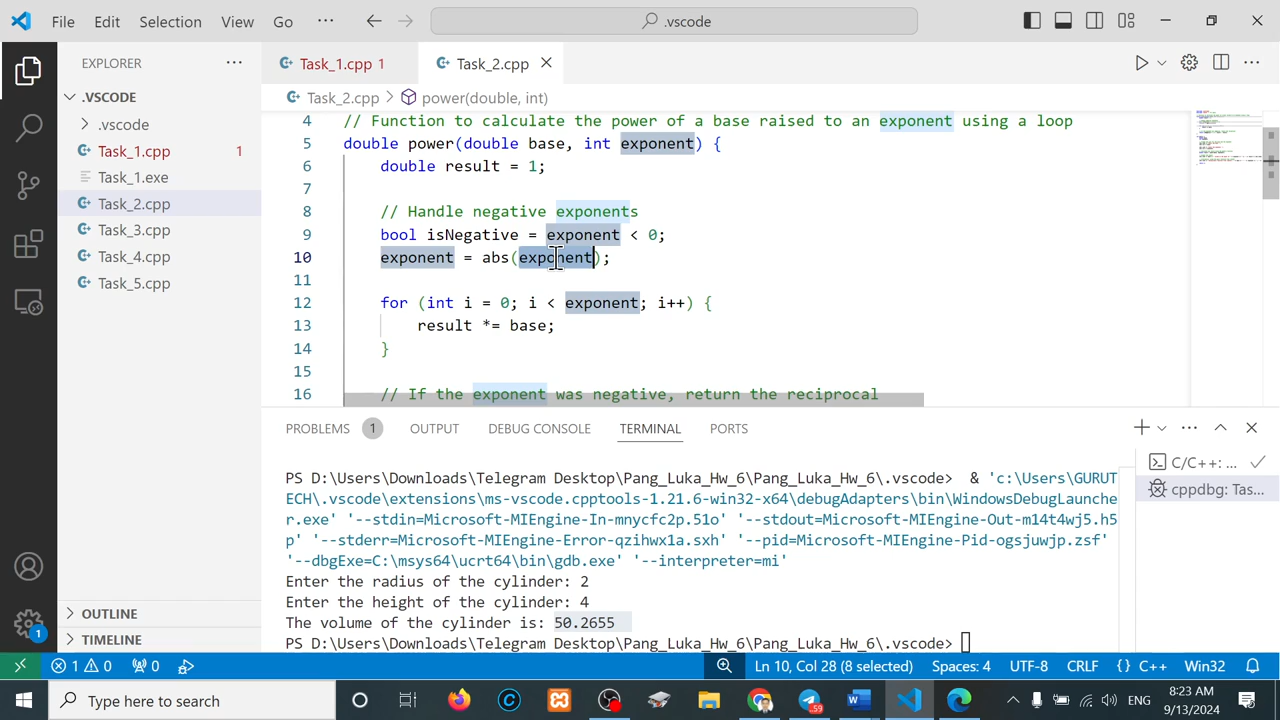 File Edit Selection View Go ··· .vscode
EXPLORER ···
Task_1.cpp 1 Task_2.cpp
.VSCODE
Task_2.cpp > power(double, int)
.vscode
Task_1.cpp 1
Task_1.exe
Task_2.cpp
Task_3.cpp
Task_4.cpp
Task_5.cpp
4 // Function to calculate the power of a base raised to an exponent using a loop
5 double power(double base, int exponent) {
6 double result = 1;
7
8 // Handle negative exponents
9 bool isNegative = exponent < 0;
10 exponent = abs(exponent);
11
12 for (int i = 0; i < exponent; i++) {
13 result *= base;
14 }
15
16 // If the exponent was negative, return the reciprocal
PROBLEMS 1 OUTPUT DEBUG CONSOLE TERMINAL PORTS
PS D:\Users\Downloads\Telegram Desktop\Pang_Luka_Hw_6\Pang_Luka_Hw_6\.vscode> & 'c:\Users\GURUT
ECH\.vscode\extensions\ms-vscode.cpptools-1.21.6-win32-x64\debugAdapters\bin\WindowsDebugLaunche
r.exe' '--stdin=Microsoft-MIEngine-In-mnycfc2p.51o' '--stdout=Microsoft-MIEngine-Out-m14t4wj5.h5
p' '--stderr=Microsoft-MIEngine-Error-qzihwx1a.sxh' '--pid=Microsoft-MIEngine-Pid-ogsjuwjp.zsf'
'--dbgExe=C:\msys64\ucrt64\bin\gdb.exe' '--interpreter=mi'
Enter the radius of the cylinder: 2
Enter the height of the cylinder: 4
The volume of the cylinder is: 50.2655
PS D:\Users\Downloads\Telegram Desktop\Pang_Luka_Hw_6\Pang_Luka_Hw_6\.vscode>
C/C++: ...
cppdbg: Tas...
OUTLINE
TIMELINE
1
1 0 0 Ln 10, Col 28 (8 selected) Spaces: 4 UTF-8 CRLF {} C++ Win32
Type here to search
59
ENG
8:23 AM
9/13/2024